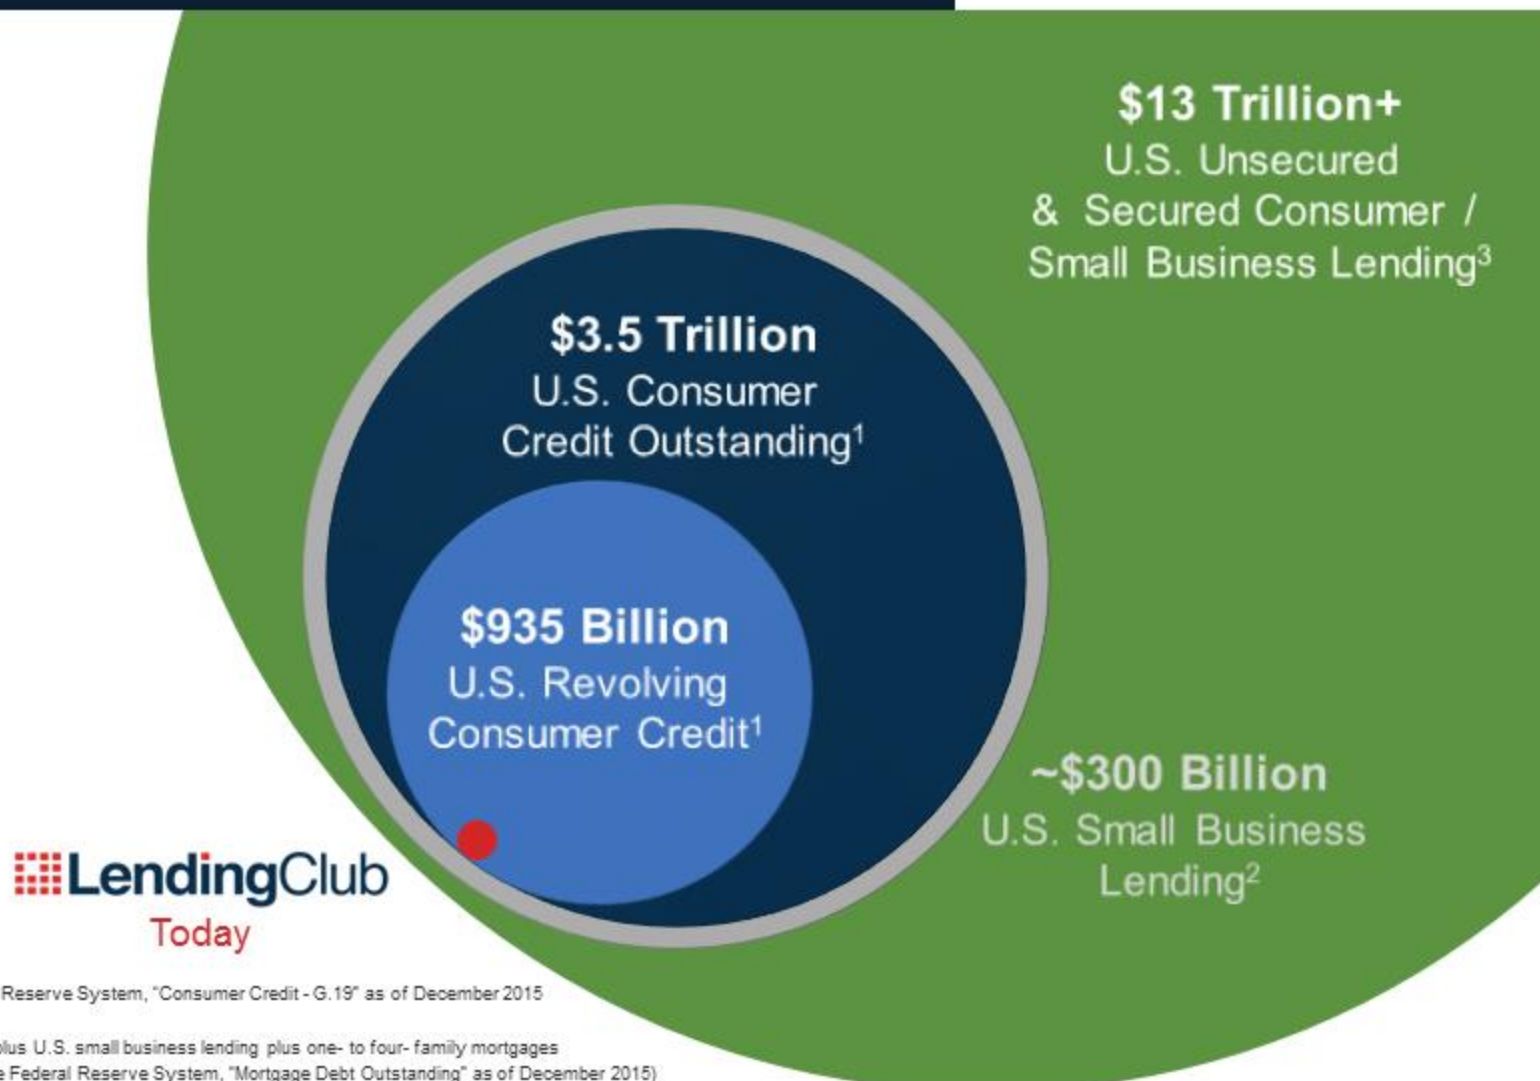 $13 Trillion+
U.S. Unsecured
& Secured Consumer /
Small Business Lending³
$3.5 Trillion
U.S. Consumer
Credit Outstanding¹
$935 Billion
U.S. Revolving
Consumer Credit¹
~$300 Billion
U.S. Small Business
Lending²
LendingClub
Today
Reserve System, "Consumer Credit - G.19" as of December 2015
plus U.S. small business lending plus one- to four- family mortgages
Federal Reserve System, "Mortgage Debt Outstanding" as of December 2015)